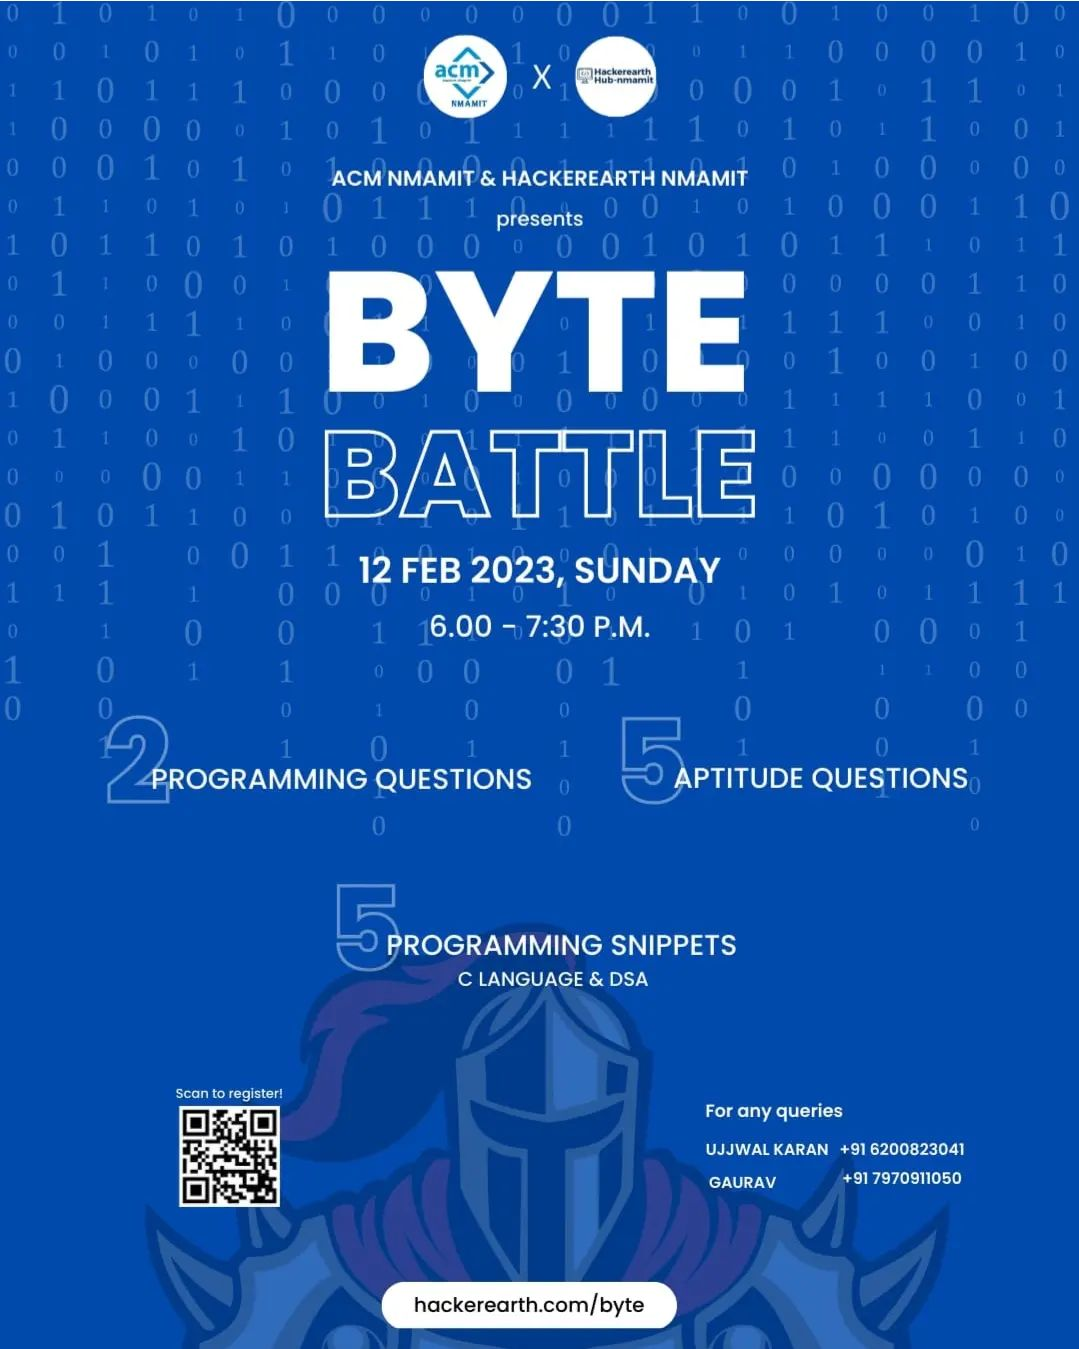 acm
NMAMIT
X
Hackerearth
Hub-nmamit
ACM NMAMIT & HACKEREARTH NMAMIT
presents
BYTE
BATTLE
12 FEB 2023, SUNDAY
6.00 - 7:30 P.M.
2 PROGRAMMING QUESTIONS
5 APTITUDE QUESTIONS
5 PROGRAMMING SNIPPETS
C LANGUAGE & DSA
Scan to register!
For any queries
UJJWAL KARAN +91 6200823041
GAURAV +91 7970911050
hackerearth.com/byte